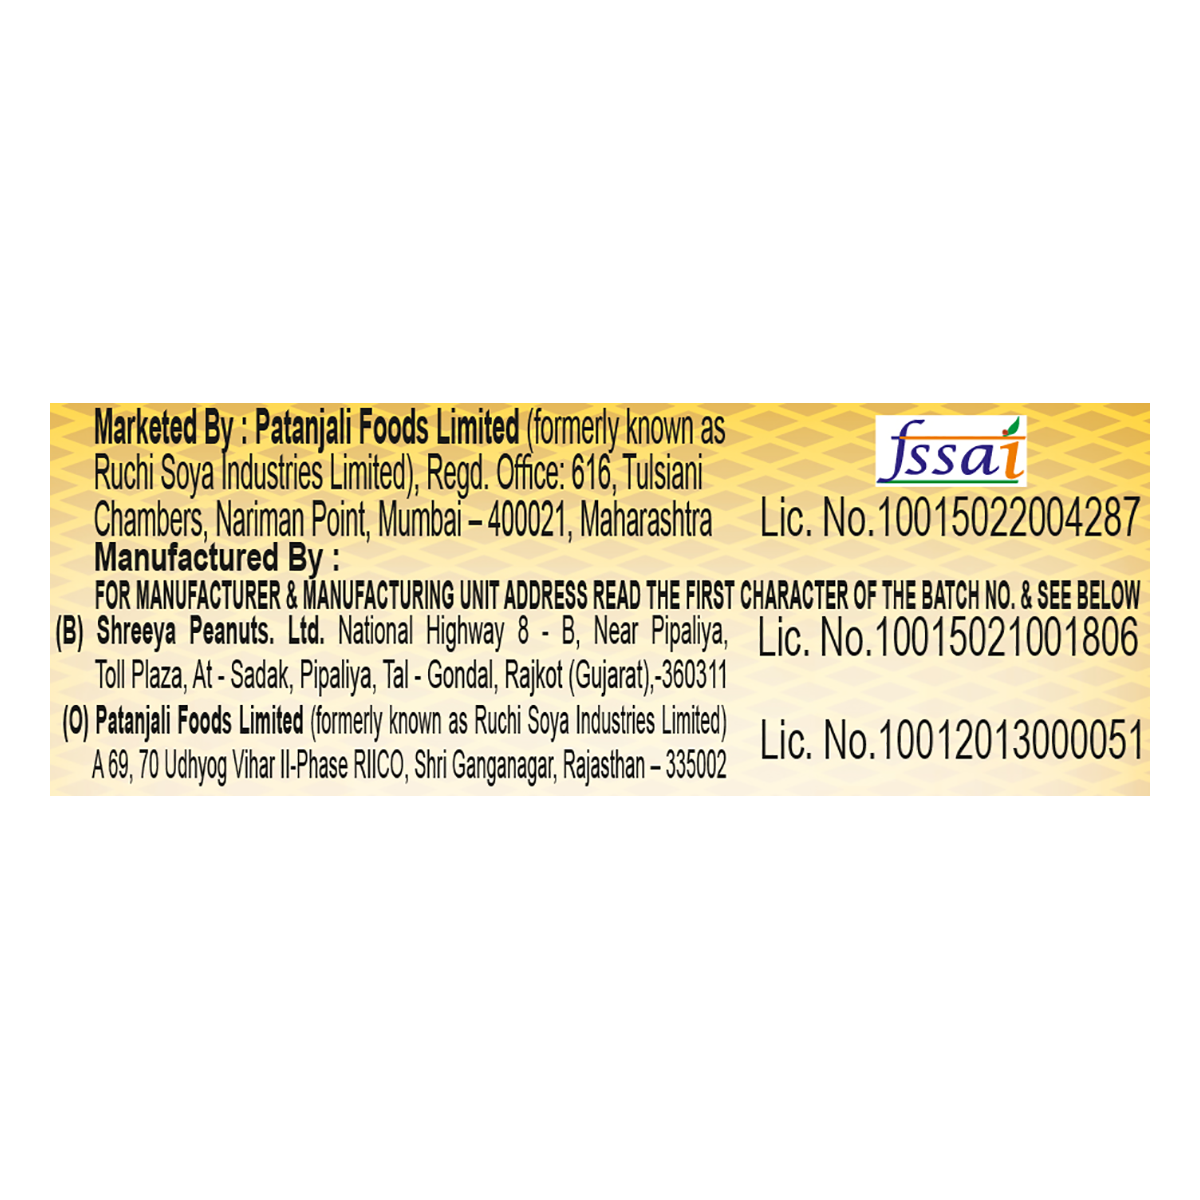 Marketed By : Patanjali Foods Limited (formerly known as
Ruchi Soya Industries Limited), Regd. Office: 616, Tulsiani
Chambers, Nariman Point, Mumbai – 400021, Maharashtra
fssai
Lic. No.10015022004287
Manufactured By :
FOR MANUFACTURER & MANUFACTURING UNIT ADDRESS READ THE FIRST CHARACTER OF THE BATCH NO. & SEE BELOW
(B) Shreeya Peanuts. Ltd. National Highway 8 - B, Near Pipaliya,
Toll Plaza, At - Sadak, Pipaliya, Tal - Gondal, Rajkot (Gujarat),-360311
Lic. No.10015021001806
(O) Patanjali Foods Limited (formerly known as Ruchi Soya Industries Limited)
A 69, 70 Udhyog Vihar II-Phase RIICO, Shri Ganganagar, Rajasthan – 335002
Lic. No.10012013000051